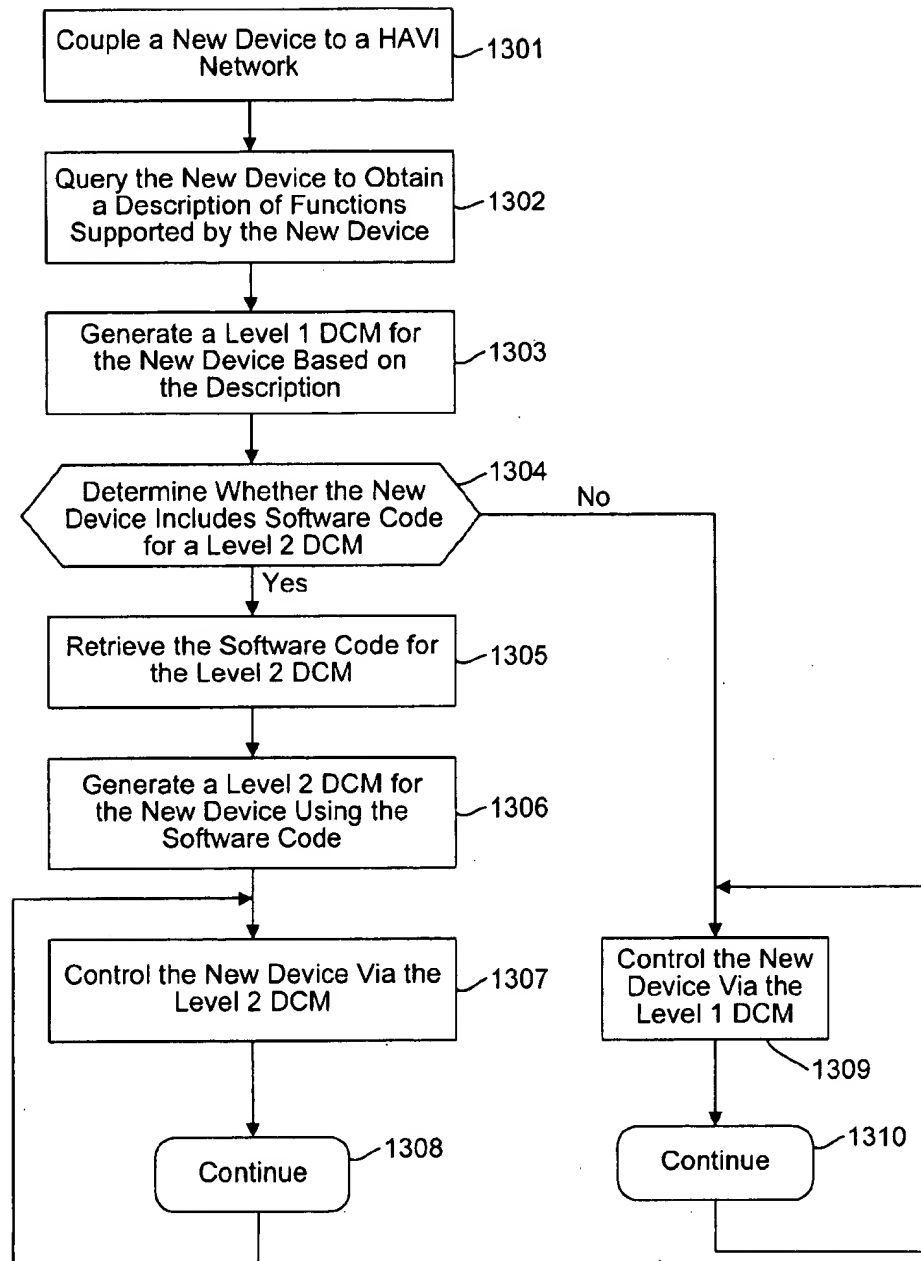 Couple a New Device to a HAVI
Network
1301
Query the New Device to Obtain
a Description of Functions
Supported by the New Device
1302
Generate a Level 1 DCM for
the New Device Based on
the Description
1303
Determine Whether the New
Device Includes Software Code
for a Level 2 DCM
1304
No
Yes
Retrieve the Software Code for
the Level 2 DCM
1305
Generate a Level 2 DCM for
the New Device Using the
Software Code
1306
Control the New Device Via the
Level 2 DCM
1307
Control the New
Device Via the
Level 1 DCM
1309
Continue
1308
Continue
1310